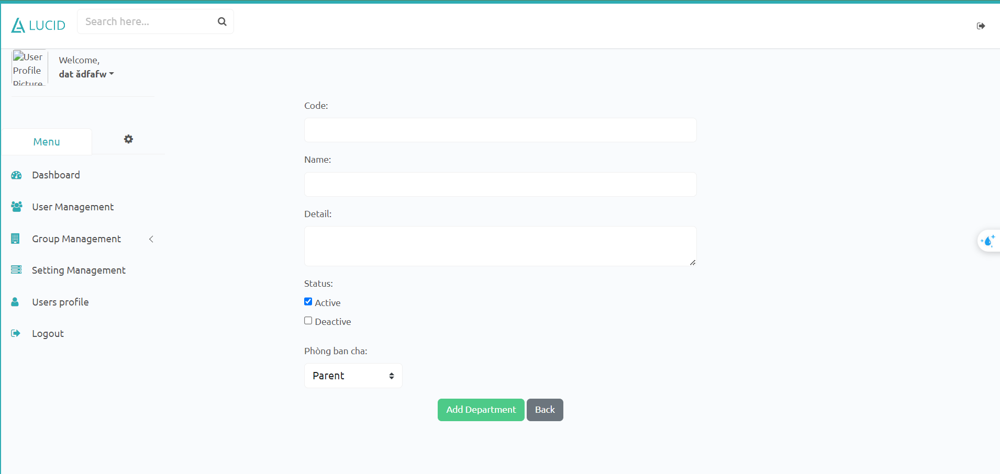 LUCID
Search here...
User
Profile
Picture
Welcome,
dat ădfafw
Menu
Dashboard
User Management
Group Management
Setting Management
Users profile
Logout
Code:
Name:
Detail:
Status:
Active
Deactive
Phòng ban cha:
Parent
Add Department
Back